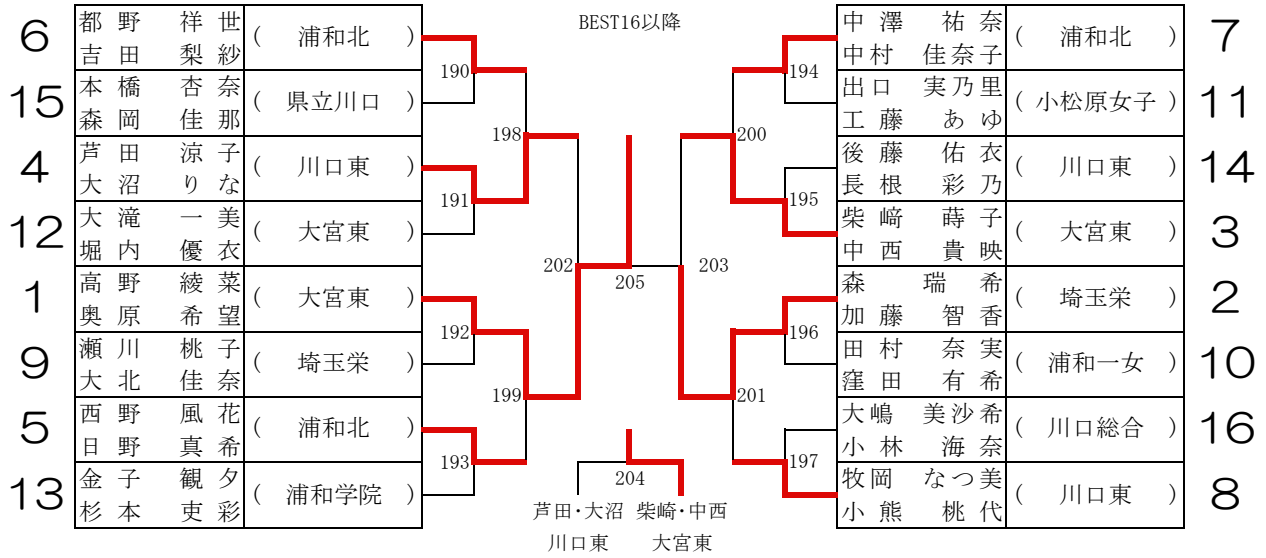 BEST16以降
6 都野 祥世 ( 浦和北 )
吉田 梨紗
190
15 本橋 杏奈 ( 県立川口 )
森岡 佳那
198
4 芦田 涼子 ( 川口東 )
大沼 りな
191
12 大滝 一美 ( 大宮東 )
堀内 優衣
202
1 高野 綾菜 ( 大宮東 )
奥原 希望
192
9 瀬川 桃子 ( 埼玉栄 )
大北 佳奈
199
5 西野 風花 ( 浦和北 )
日野 真希
193
13 金子 観夕 ( 浦和学院 )
杉本 吏彩
205
204
芦田・大沼 柴崎・中西
川口東 大宮東
中澤 祐奈 ( 浦和北 ) 7
中村 佳奈子
194
出口 実乃里 ( 小松原女子 ) 11
工藤 あゆ
200
後藤 佑衣 ( 川口東 ) 14
長根 彩乃
195
柴﨑 蒔子 ( 大宮東 ) 3
中西 貴映
203
森 瑞希 ( 埼玉栄 ) 2
加藤 智香
196
田村 奈実 ( 浦和一女 ) 10
窪田 有希
201
大嶋 美沙希 ( 川口総合 ) 16
小林 海奈
197
牧岡 なつ美 ( 川口東 ) 8
小熊 桃代